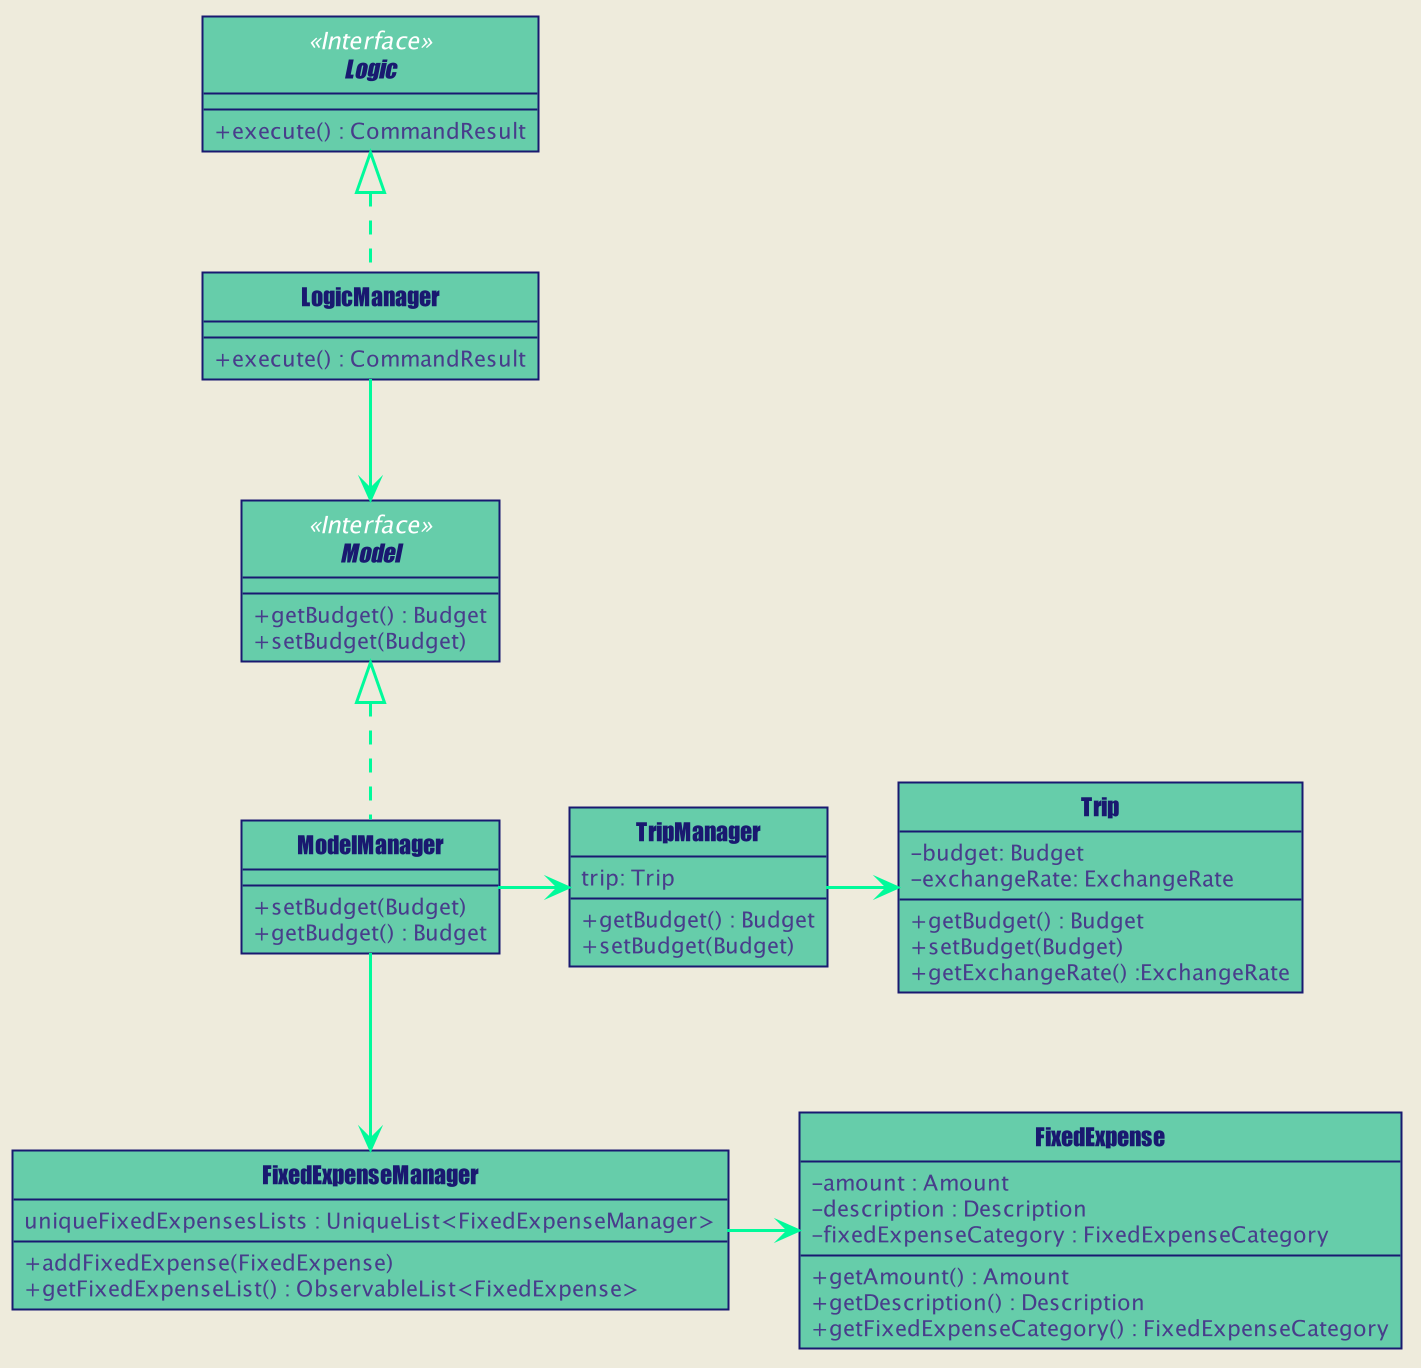 «Interface»
Logic
+execute() : CommandResult
LogicManager
+execute() : CommandResult
«Interface»
Model
+getBudget() : Budget
+setBudget(Budget)
ModelManager
+setBudget(Budget)
+getBudget() : Budget
TripManager
trip: Trip
+getBudget() : Budget
+setBudget(Budget)
Trip
-budget: Budget
-exchangeRate: ExchangeRate
+getBudget() : Budget
+setBudget(Budget)
+getExchangeRate() :ExchangeRate
FixedExpenseManager
uniqueFixedExpensesLists : UniqueList<FixedExpenseManager>
+addFixedExpense(FixedExpense)
+getFixedExpenseList() : ObservableList<FixedExpense>
FixedExpense
-amount : Amount
-description : Description
-fixedExpenseCategory : FixedExpenseCategory
+getAmount() : Amount
+getDescription() : Description
+getFixedExpenseCategory() : FixedExpenseCategory